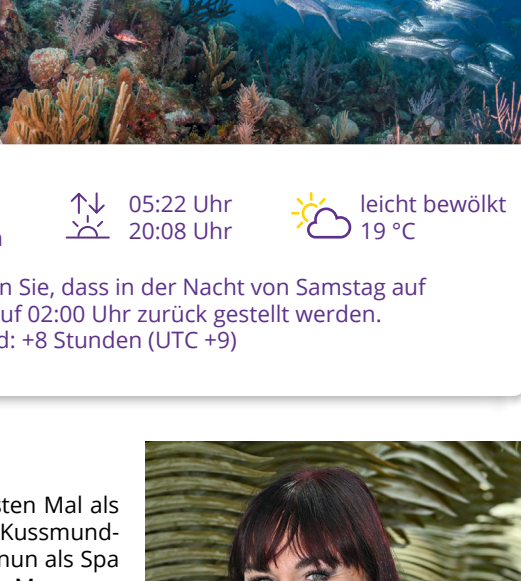 05:22 Uhr
20:08 Uhr
leicht bewölkt
19 °C
n Sie, dass in der Nacht von Samstag auf
uf 02:00 Uhr zurück gestellt werden.
d: +8 Stunden (UTC +9)
sten Mal als
Kussmund-
nun als Spa